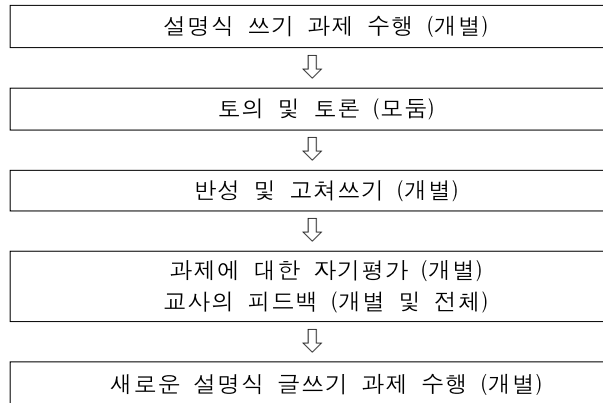 설명식 쓰기 과제 수행 (개별)
토의 및 토론 (모둠)
반성 및 고쳐쓰기 (개별)
과제에 대한 자기평가 (개별)
교사의 피드백 (개별 및 전체)
새로운 설명식 글쓰기 과제 수행 (개별)